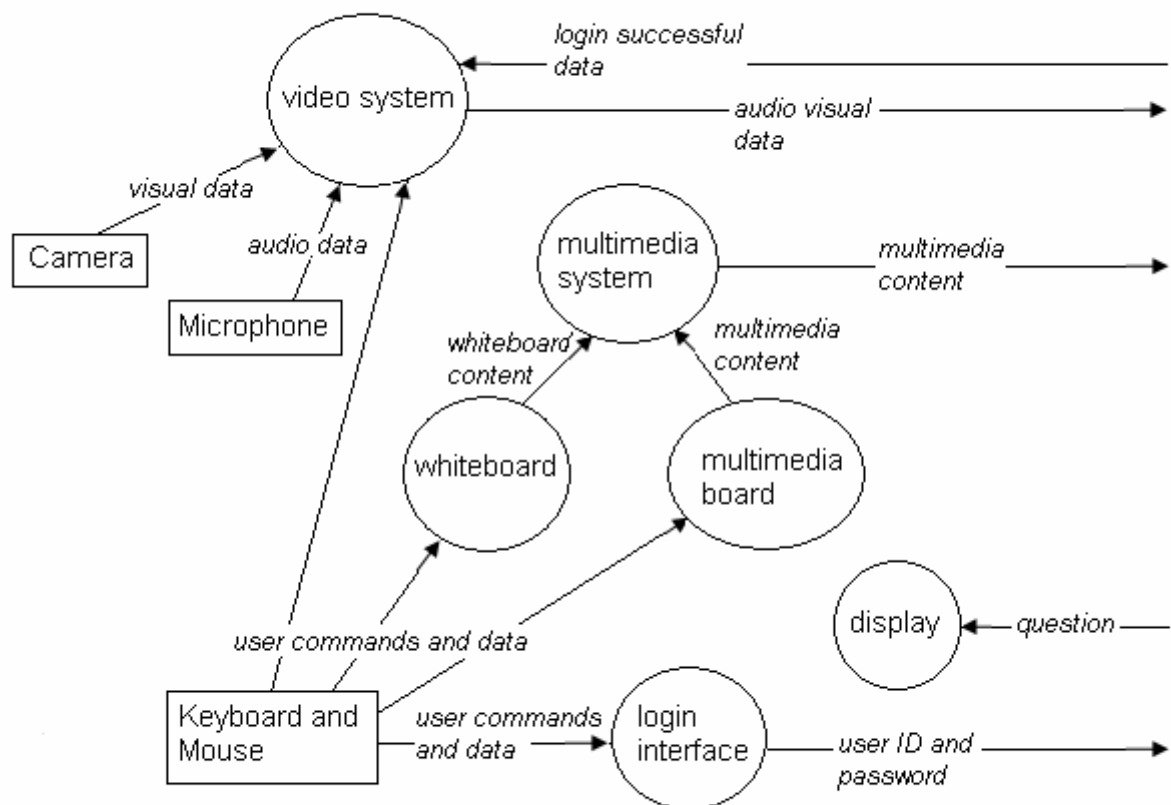 login successful
data
video system
audio visual
data
visual data
audio data
Camera
multimedia
system
multimedia
content
Microphone
whiteboard
content
multimedia
content
whiteboard
multimedia
board
display
question
user commands and data
Keyboard and
Mouse
user commands
and data
login
interface
user ID and
password